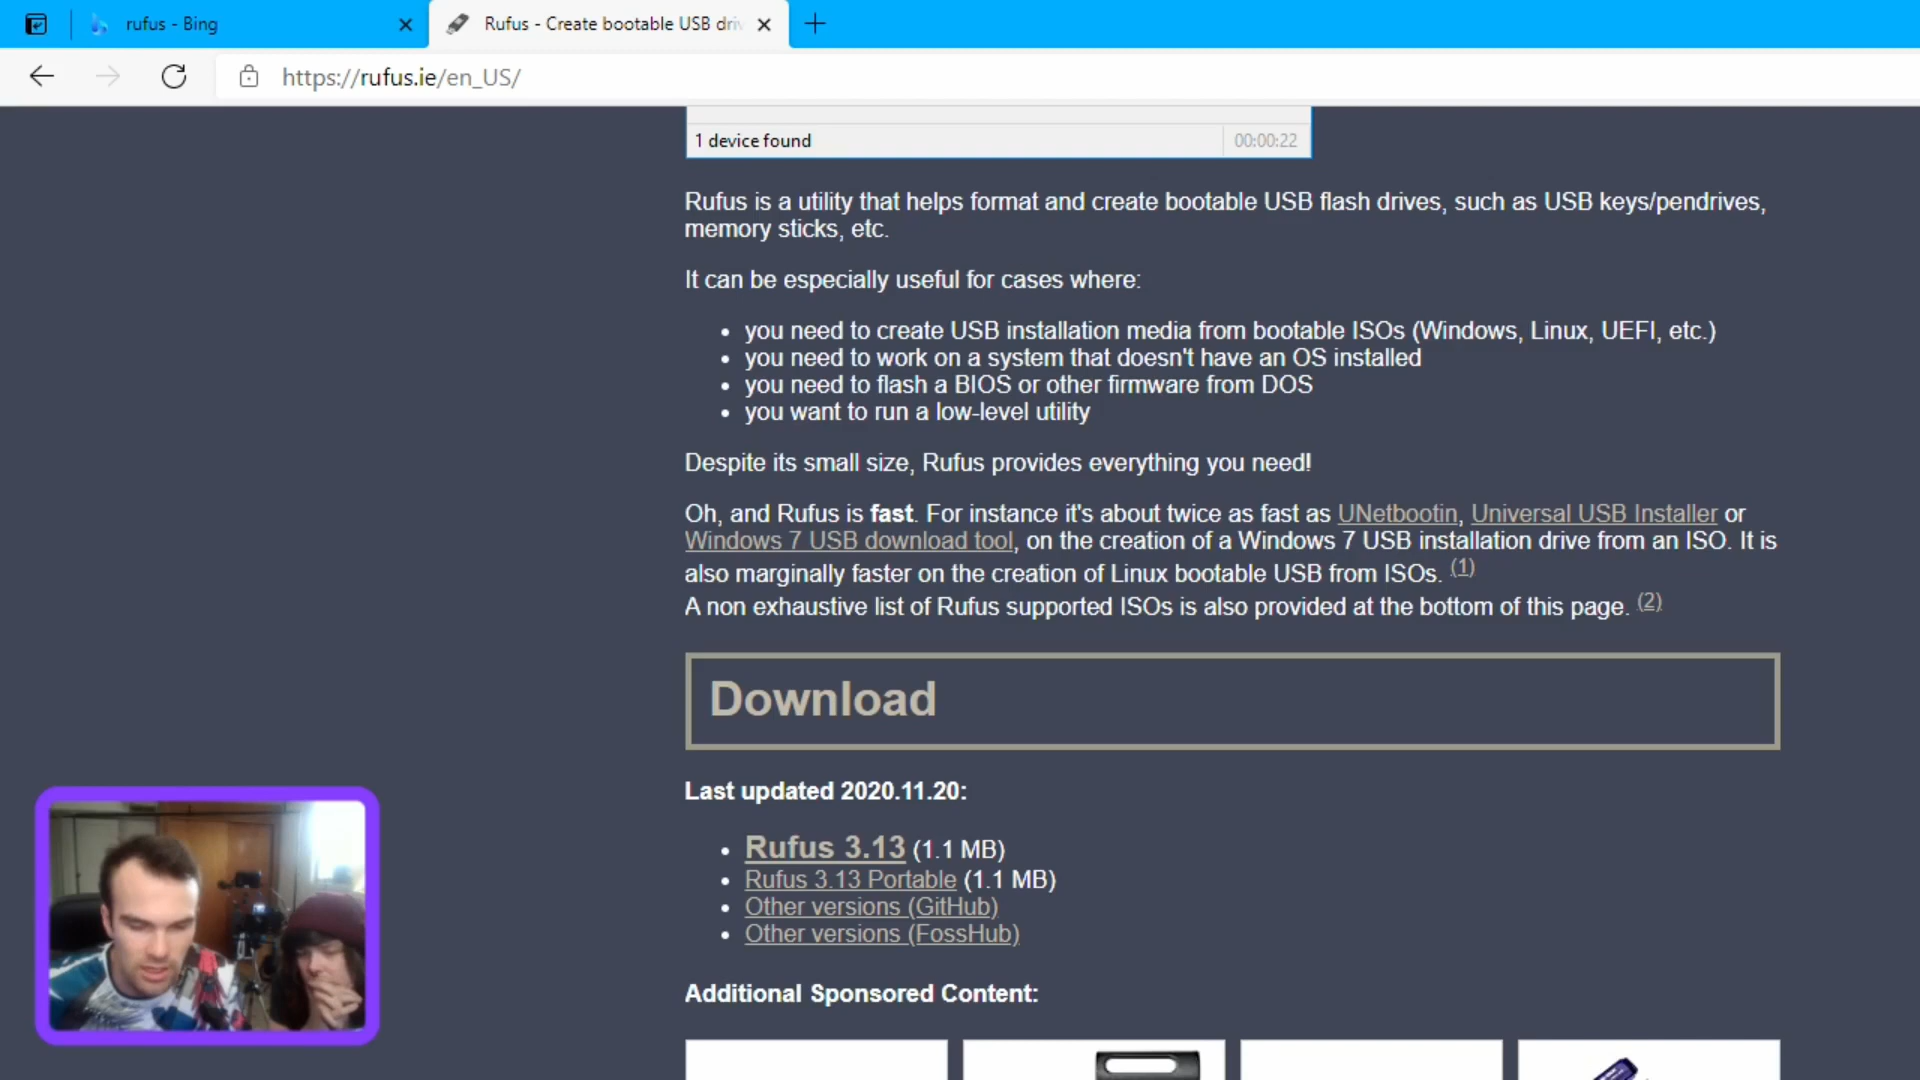 rufus - Bing
Rufus - Create bootable USB driv
https://rufus.ie/en_US/
1 device found 00:00:22
Rufus is a utility that helps format and create bootable USB flash drives, such as USB keys/pendrives,
memory sticks, etc.
It can be especially useful for cases where:
• you need to create USB installation media from bootable ISOs (Windows, Linux, UEFI, etc.)
• you need to work on a system that doesn't have an OS installed
• you need to flash a BIOS or other firmware from DOS
• you want to run a low-level utility
Despite its small size, Rufus provides everything you need!
Oh, and Rufus is fast. For instance it's about twice as fast as UNetbootin, Universal USB Installer or
Windows 7 USB download tool, on the creation of a Windows 7 USB installation drive from an ISO. It is
also marginally faster on the creation of Linux bootable USB from ISOs. (1)
A non exhaustive list of Rufus supported ISOs is also provided at the bottom of this page. (2)
Download
Last updated 2020.11.20:
• Rufus 3.13 (1.1 MB)
• Rufus 3.13 Portable (1.1 MB)
• Other versions (GitHub)
• Other versions (FossHub)
Additional Sponsored Content: